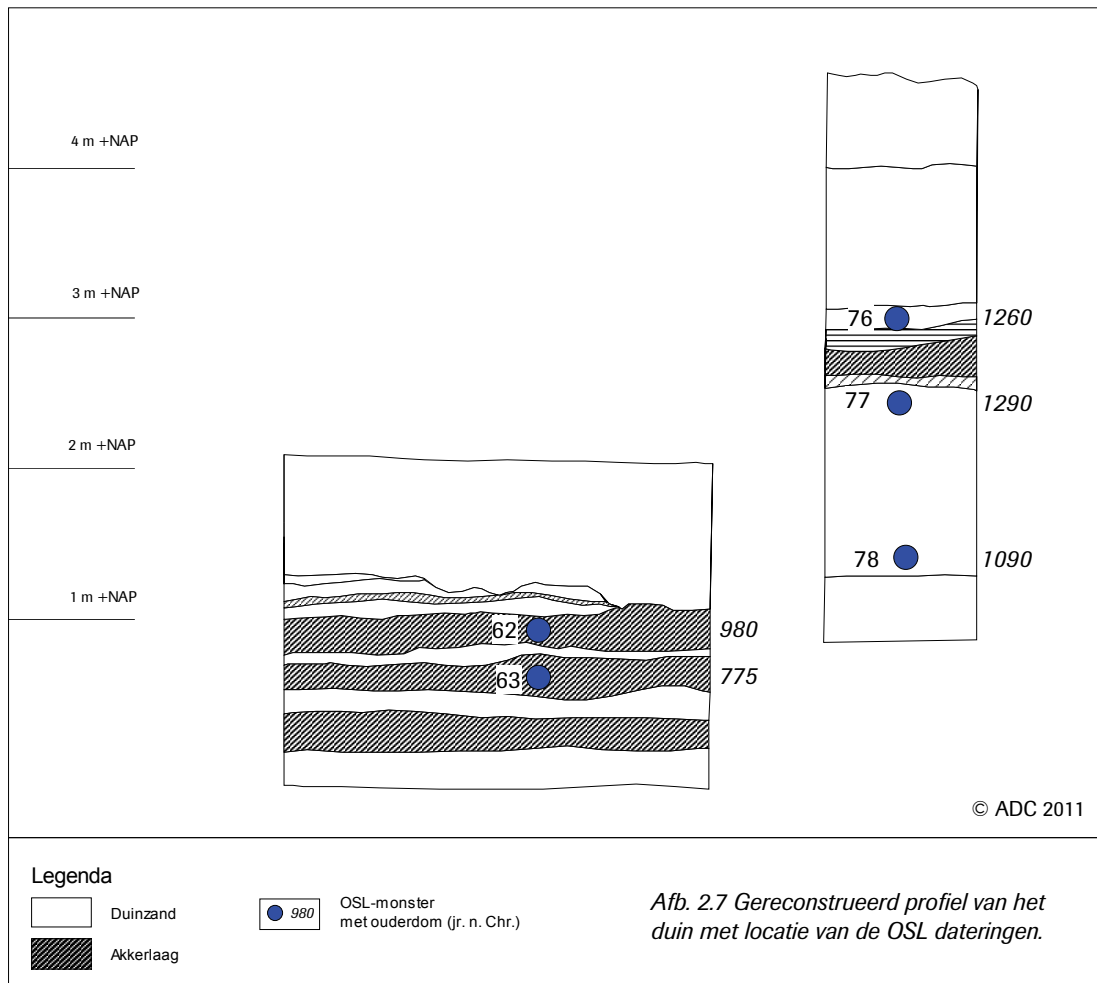 4 m +NAP
3 m +NAP
76
1260
77
1290
2 m +NAP
78
1090
1 m +NAP
62
980
63
775
© ADC 2011
Legenda
Duinzand
Akkerlaag
980
OSL-monster
met ouderdom (jr. n. Chr.)
Afb. 2.7 Gereconstrueerd profiel van het
duin met locatie van de OSL dateringen.